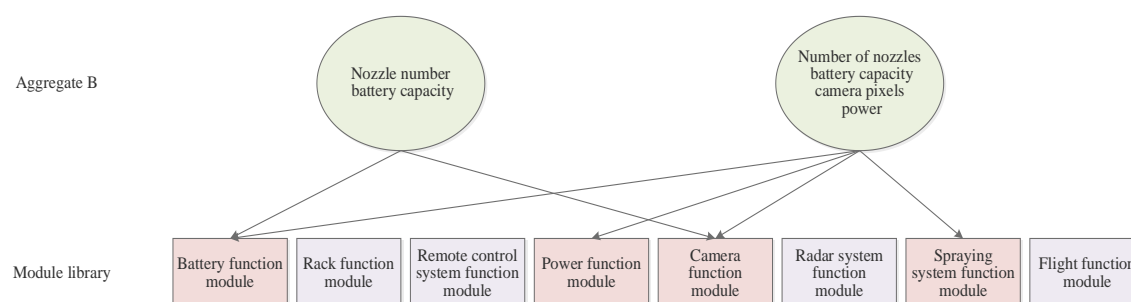 Aggregate B
Nozzle number
battery capacity
Number of nozzles
battery capacity
camera pixels
power
Module library
Battery function
module
Rack function
module
Remote control
system function
module
Power function
module
Camera
function
module
Radar system
function
module
Spraying
system function
module
Flight function
module